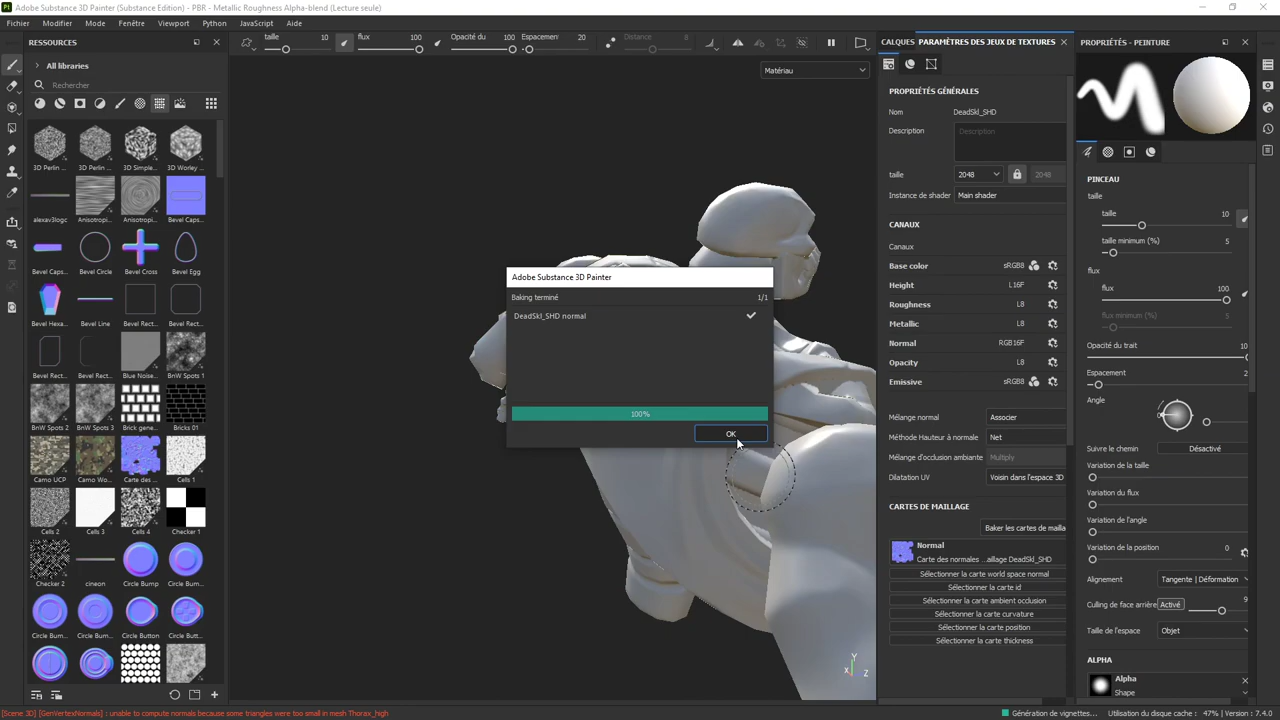 Adobe Substance 3D Painter (Substance Edition) - PBR - Metallic Roughness Alpha-blend (Lecture seule)
Fichier Modifier Mode Fenêtre Viewport Python JavaScript Aide
RESSOURCES
taille 10 flux 100 Opacité du 100 Espacement 20 Distance 8
All libraries
Rechercher
3D Perlin ... 3D Perlin ... 3D Simple... 3D Worley ...
alexav3logc Anisotropi... Anisotropi... Bevel Caps...
Bevel Caps... Bevel Circle Bevel Cross Bevel Egg
Bevel Hexa... Bevel Line Bevel Rect... Bevel Rect...
Bevel Rect... Bevel Rect... Blue Noise... BnW Spots 1
BnW Spots 2 BnW Spots 3 Brick gene... Bricks 01
Camo UCP Camo Wo... Carte des ... Cells 1
Cells 2 Cells 3 Cells 4 Checker 1
Checker 2 cineon Circle Bump Circle Bum...
Circle Bum... Circle Bum... Circle Button Circle Butt...
Matériau
Adobe Substance 3D Painter
Baking terminé 1/1
DeadSkl_SHD normal
100%
OK
Y
X Z
CALQUES PARAMÈTRES DES JEUX DE TEXTURES
PROPRIÉTÉS GÉNÉRALES
Nom DeadSkl_SHD
Description Description
taille 2048 2048
Instance de shader Main shader
CANAUX
Canaux
Base color sRGB8
Height L16F
Roughness L8
Metallic L8
Normal RGB16F
Opacity L8
Emissive sRGB8
Mélange normal Associer
Méthode Hauteur à normale Net
Mélange d'occlusion ambiante Multiply
Dilatation UV Voisin dans l'espace 3D
CARTES DE MAILLAGE
Baker les cartes de mailla
Normal
Carte des normales ...aillage DeadSkl_SHD
Sélectionner la carte world space normal
Sélectionner la carte id
Sélectionner la carte ambient occlusion
Sélectionner la carte curvature
Sélectionner la carte position
Sélectionner la carte thickness
PROPRIÉTÉS - PEINTURE
PINCEAU
taille
taille 10
taille minimum (%) 5
flux
flux 100
flux minimum (%) 5
Opacité du trait 10
Espacement 2
Angle
Suivre le chemin Désactivé
Variation de la taille
Variation du flux
Variation de l'angle
Variation de la position 0
Alignement Tangente | Déformation
Culling de face arrière Activé 9
Taille de l'espace Objet
ALPHA
Alpha
Shape
[Scene 3D] [GenVertexNormals] : unable to compute normals because some triangles were too small in mesh Thorax_high
Génération de vignettes... Utilisation du disque cache : 47% | Version : 7.4.0